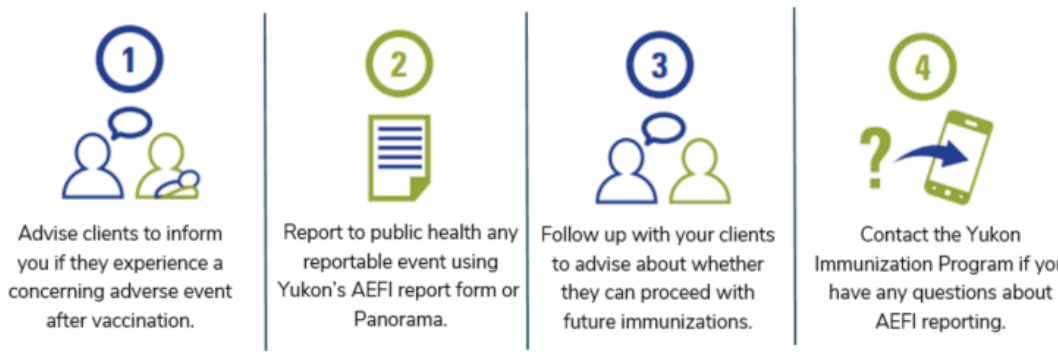 1
Advise clients to inform
you if they experience a
concerning adverse event
after vaccination.
2
Report to public health any
reportable event using
Yukon's AEFI report form or
Panorama.
3
Follow up with your clients
to advise about whether
they can proceed with
future immunizations.
4
?
Contact the Yukon
Immunization Program if you
have any questions about
AEFI reporting.